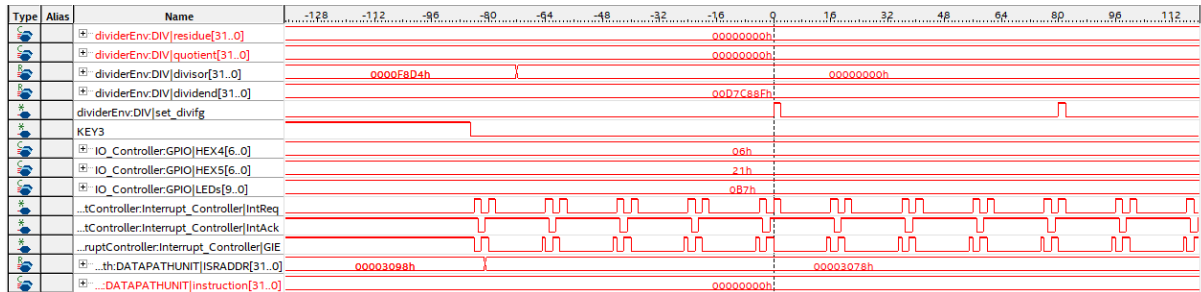 Type Alias Name -128 -112 -96 -80 -64 -48 -32 -16 0 16 32 48 64 80 96 112
dividerEnv:DIV|residue[31..0] 00000000h
dividerEnv:DIV|quotient[31..0] 00000000h
dividerEnv:DIV|divisor[31..0] 0000F8D4h 00000000h
dividerEnv:DIV|dividend[31..0] 00D7C88Fh
dividerEnv:DIV|set_divifg
KEY3
IO_Controller:GPIO|HEX4[6..0] 06h
IO_Controller:GPIO|HEX5[6..0] 21h
IO_Controller:GPIO|LEDs[9..0] 0B7h
...tController:Interrupt_Controller|IntReq
...tController:Interrupt_Controller|IntAck
...ruptController:Interrupt_Controller|GIE
...th:DATAPATHUNIT|ISRADDR[31..0] 00003098h 00003078h
...:DATAPATHUNIT|instruction[31..0] 00000000h